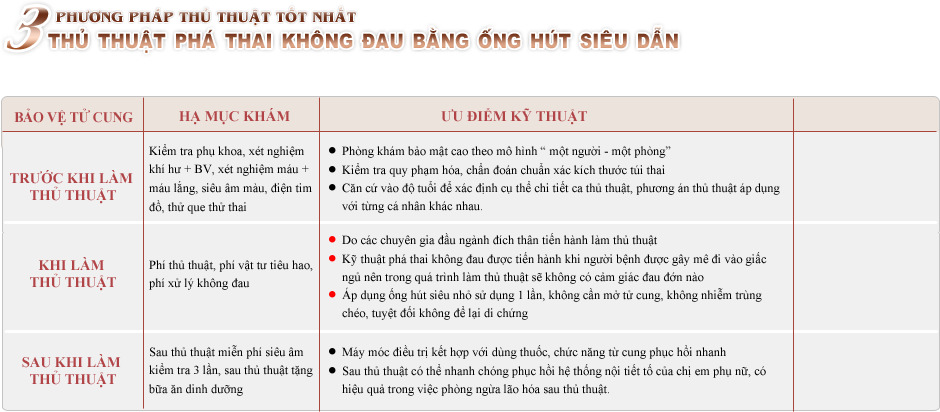 3 PHƯƠNG PHÁP THỦ THUẬT TỐT NHẤT
THỦ THUẬT PHÁ THAI KHÔNG ĐAU BẰNG ỐNG HÚT SIÊU DẪN
BẢO VỆ TỬ CUNG
HẠ MỤC KHÁM
ƯU ĐIỂM KỸ THUẬT
TRƯỚC KHI LÀM
THỦ THUẬT
Kiểm tra phụ khoa, xét nghiệm
khí hư + BV, xét nghiệm máu +
máu lắng, siêu âm màu, điện tim
đồ, thử que thử thai
● Phòng khám bảo mật cao theo mô hình “ một người - một phòng”
● Kiểm tra quy phạm hóa, chẩn đoán chuẩn xác kích thước túi thai
● Căn cứ vào độ tuổi để xác định cụ thể chi tiết ca thủ thuật, phương án thủ thuật áp dụng
với từng cá nhân khác nhau.
KHI LÀM
THỦ THUẬT
Phí thủ thuật, phí vật tư tiêu hao,
phí xử lý không đau
● Do các chuyên gia đầu ngành đích thân tiến hành làm thủ thuật
● Kỹ thuật phá thai không đau được tiến hành khi người bệnh được gây mê đi vào giấc
ngủ nên trong quá trình làm thủ thuật sẽ không có cảm giác đau đớn nào
● Áp dụng ống hút siêu nhỏ sử dụng 1 lần, không cần mở tử cung, không nhiễm trùng
chéo, tuyệt đối không để lại di chứng
SAU KHI LÀM
THỦ THUẬT
Sau thủ thuật miễn phí siêu âm
kiểm tra 3 lần, sau thủ thuật tặng
bữa ăn dinh dưỡng
● Máy móc điều trị kết hợp với dùng thuốc, chức năng tử cung phục hồi nhanh
● Sau thủ thuật có thể nhanh chóng phục hồi hệ thống nội tiết tố của chị em phụ nữ, có
hiệu quả trong việc phòng ngừa lão hóa sau thủ thuật.